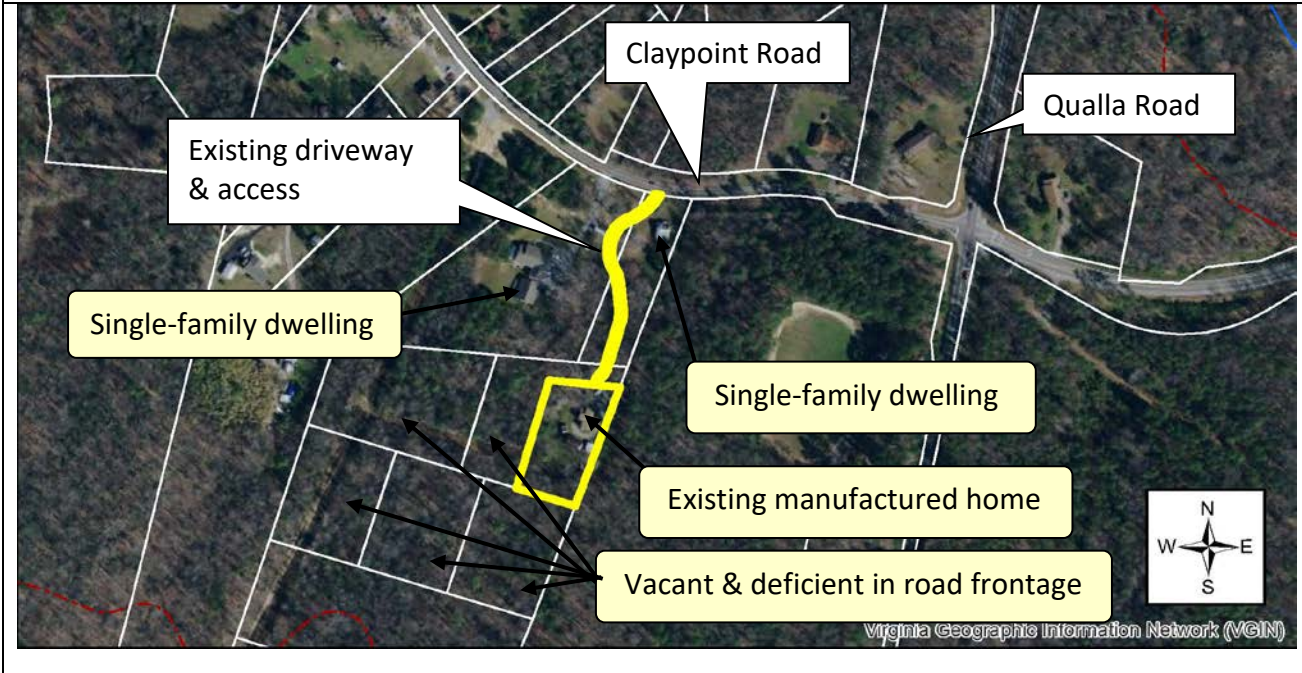 Claypoint Road
Qualla Road
Existing driveway
& access
Single-family dwelling
Single-family dwelling
Existing manufactured home
Vacant & deficient in road frontage
N
W E
S
Virginia Geographic Information Network (VGIN)